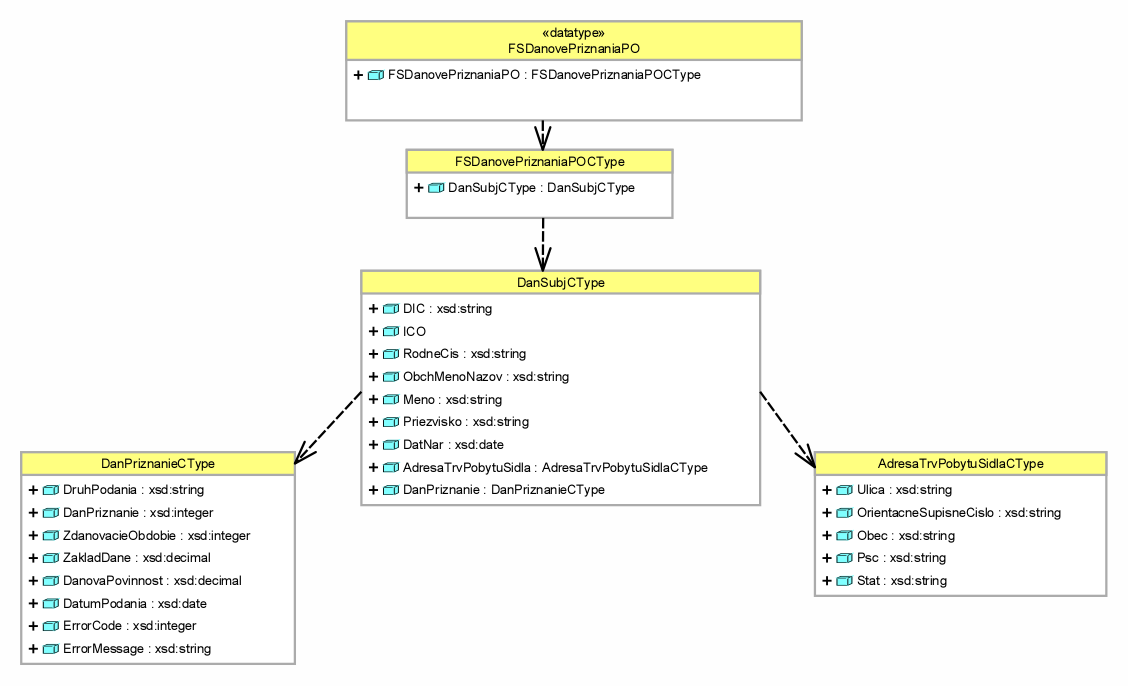 «datatype»
FSDanovePriznaniaPO
+ FSDanovePriznaniaPO : FSDanovePriznaniaPOCType
FSDanovePriznaniaPOCType
+ DanSubjCType : DanSubjCType
DanSubjCType
+ DIC : xsd:string
+ ICO
+ RodneCis : xsd:string
+ ObchMenoNazov : xsd:string
+ Meno : xsd:string
+ Priezvisko : xsd:string
+ DatNar : xsd:date
+ AdresaTrvPobytuSidla : AdresaTrvPobytuSidlaCType
+ DanPriznanie : DanPriznanieCType
DanPriznanieCType
+ DruhPodania : xsd:string
+ DanPriznanie : xsd:integer
+ ZdanovacieObdobie : xsd:integer
+ ZakladDane : xsd:decimal
+ DanovaPovinnost : xsd:decimal
+ DatumPodania : xsd:date
+ ErrorCode : xsd:integer
+ ErrorMessage : xsd:string
AdresaTrvPobytuSidlaCType
+ Ulica : xsd:string
+ OrientacneSupisneCislo : xsd:string
+ Obec : xsd:string
+ Psc : xsd:string
+ Stat : xsd:string